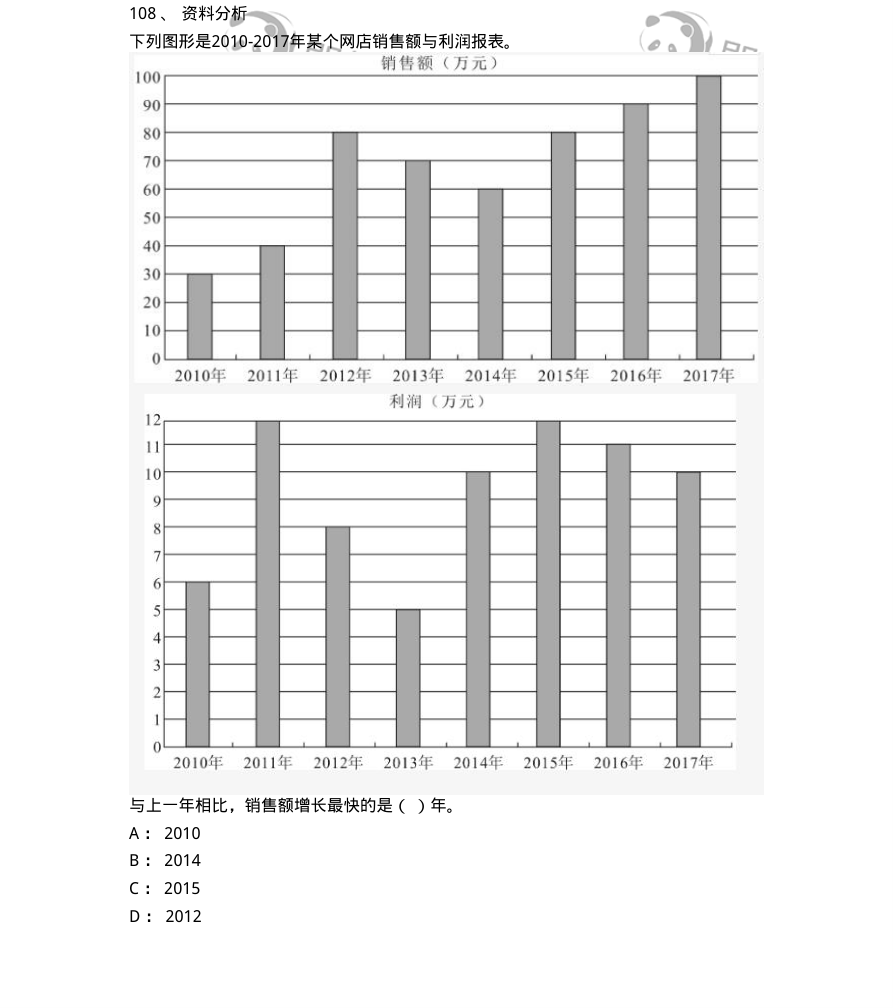 108 、 资料分析
下列图形是2010-2017年某个网店销售额与利润报表。
销售额（万元）
100
90
80
70
60
50
40
30
20
10
0
2010年 2011年 2012年 2013年 2014年 2015年 2016年 2017年
利润（万元）
12
11
10
9
8
7
6
5
4
3
2
1
0
2010年 2011年 2012年 2013年 2014年 2015年 2016年 2017年
与上一年相比，销售额增长最快的是（ ）年。
A ： 2010
B ： 2014
C ： 2015
D ： 2012